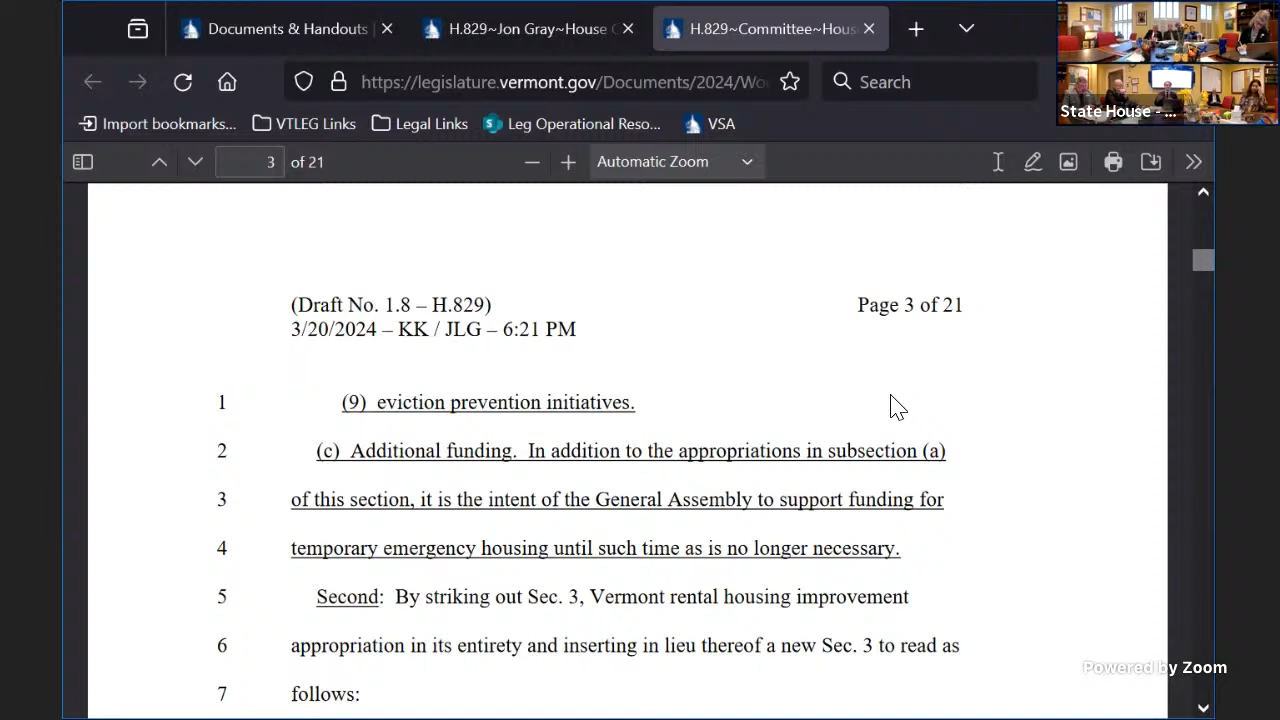 Documents & Handouts
H.829~Jon Gray~House
H.829~Committee~Hous
https://legislature.vermont.gov/Documents/2024/Wo
Search
Import bookmarks...
VTLEG Links
Legal Links
Leg Operational Reso...
VSA
State House - ...
3 of 21
Automatic Zoom
(Draft No. 1.8 – H.829) Page 3 of 21
3/20/2024 – KK / JLG – 6:21 PM
1 (9) eviction prevention initiatives.
2 (c) Additional funding. In addition to the appropriations in subsection (a)
3 of this section, it is the intent of the General Assembly to support funding for
4 temporary emergency housing until such time as is no longer necessary.
5 Second: By striking out Sec. 3, Vermont rental housing improvement
6 appropriation in its entirety and inserting in lieu thereof a new Sec. 3 to read as
7 follows:
Powered by Zoom